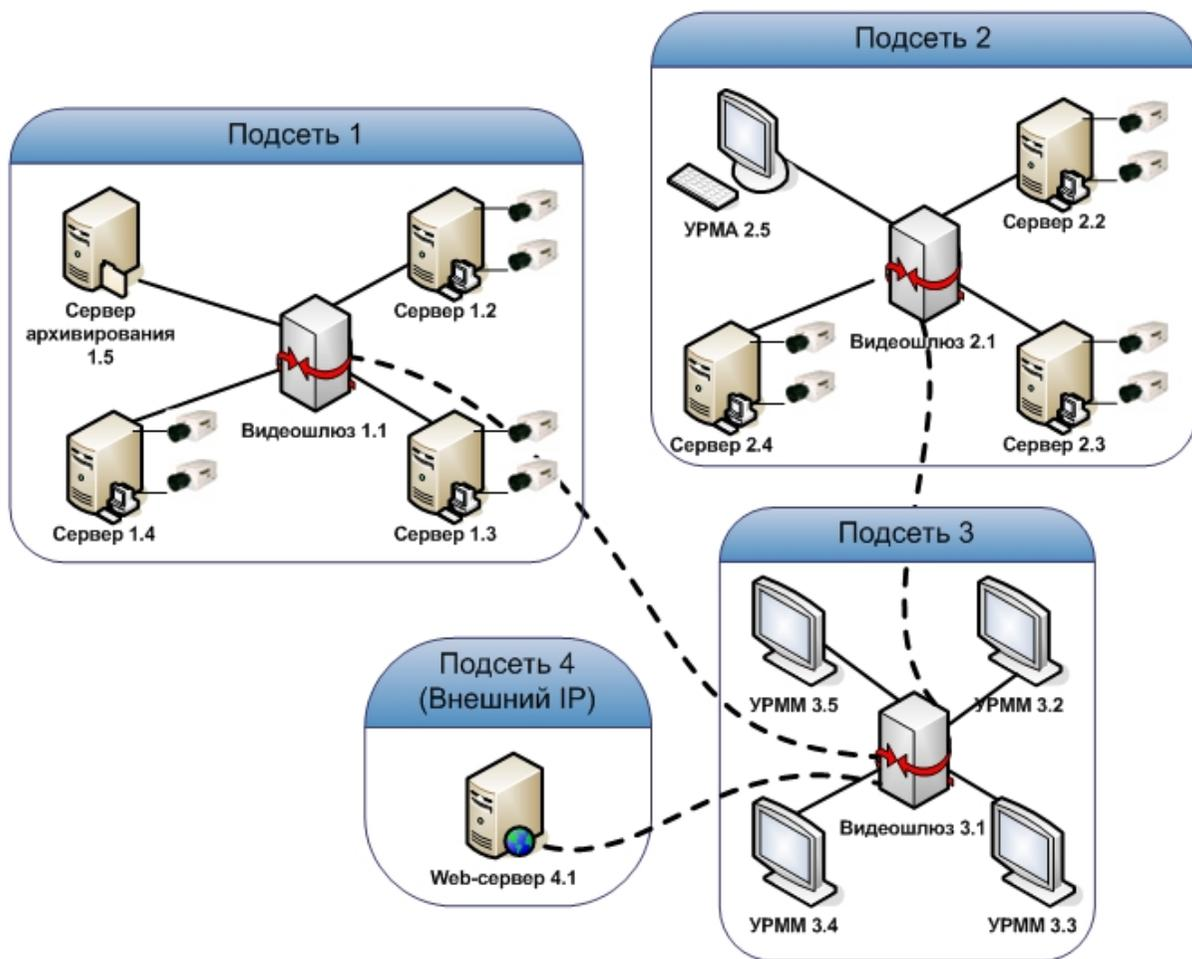 Подсеть 1
Сервер
архивирования
1.5
Сервер 1.2
Видеошлюз 1.1
Сервер 1.4
Сервер 1.3
Подсеть 2
УРМА 2.5
Сервер 2.2
Видеошлюз 2.1
Сервер 2.4
Сервер 2.3
Подсеть 3
УРММ 3.5
УРММ 3.2
Видеошлюз 3.1
УРММ 3.4
УРММ 3.3
Подсеть 4
(Внешний IP)
Web-сервер 4.1